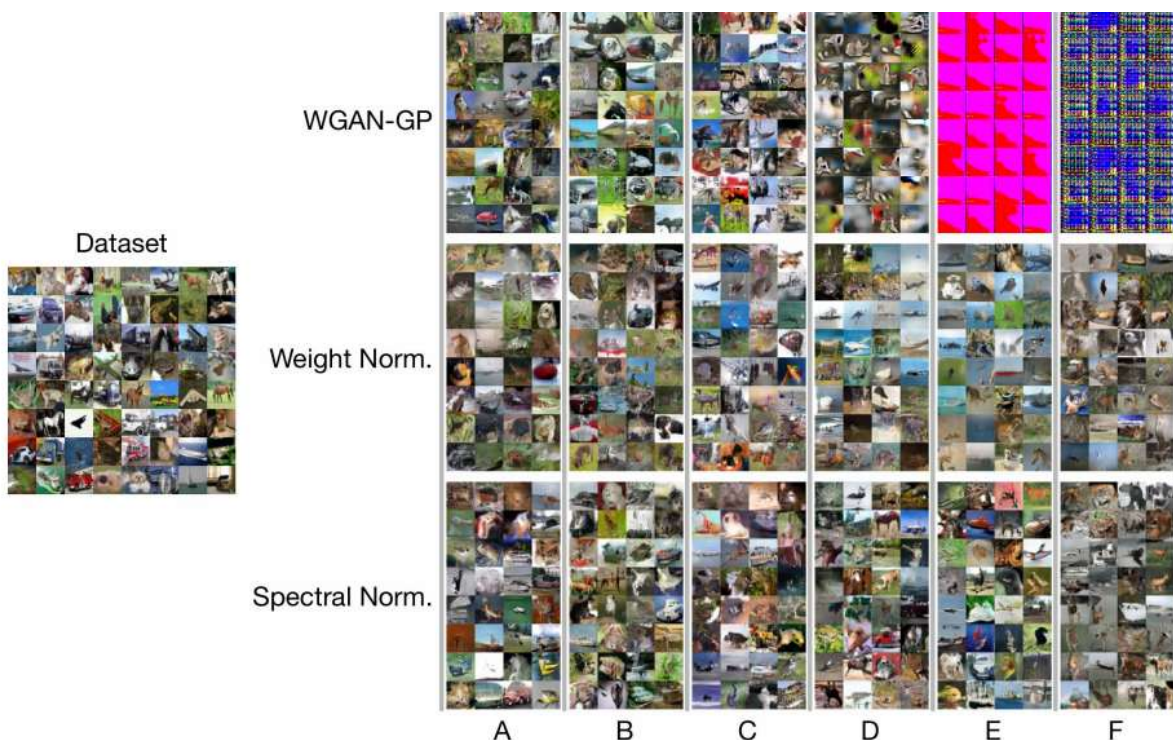 WGAN-GP
Dataset
Weight Norm.
Spectral Norm.
A B C D E F